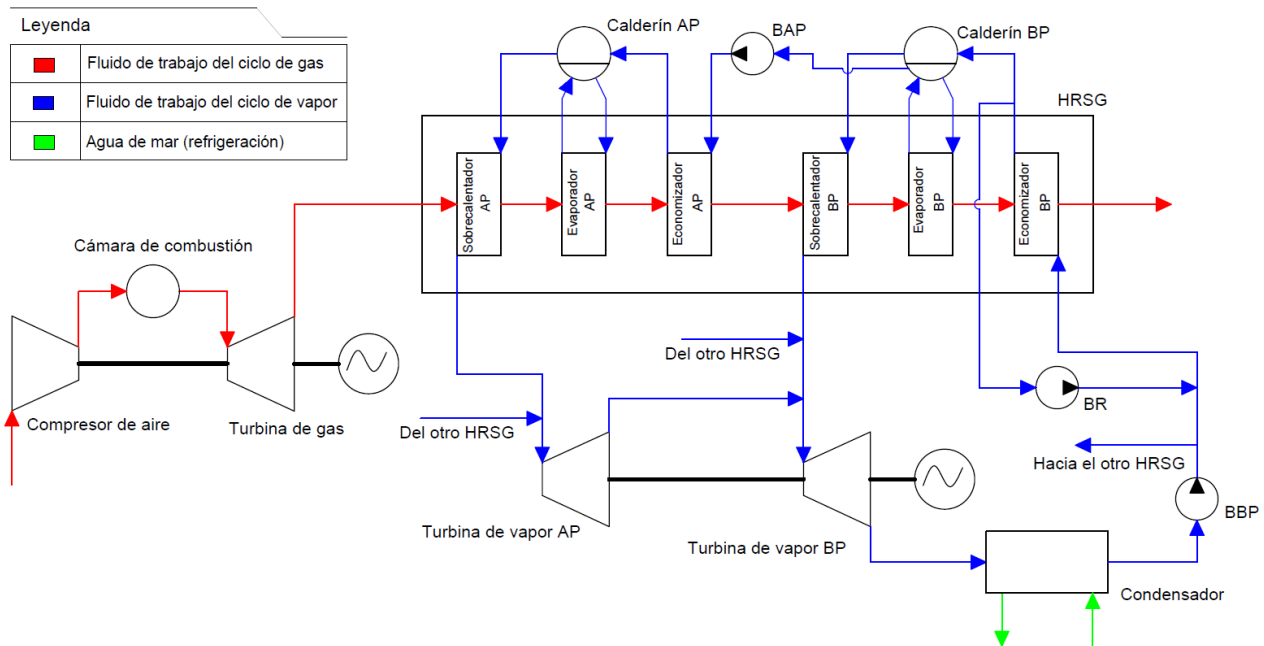 Leyenda
Fluido de trabajo del ciclo de gas
Fluido de trabajo del ciclo de vapor
Agua de mar (refrigeración)
Calderín AP
BAP
Calderín BP
HRSG
Sobrecalentador
AP
Evaporador
AP
Economizador
AP
Sobrecalentador
BP
Evaporador
BP
Economizador
BP
Cámara de combustión
Compresor de aire
Turbina de gas
Del otro HRSG
Del otro HRSG
BR
Hacia el otro HRSG
BBP
Turbina de vapor AP
Turbina de vapor BP
Condensador